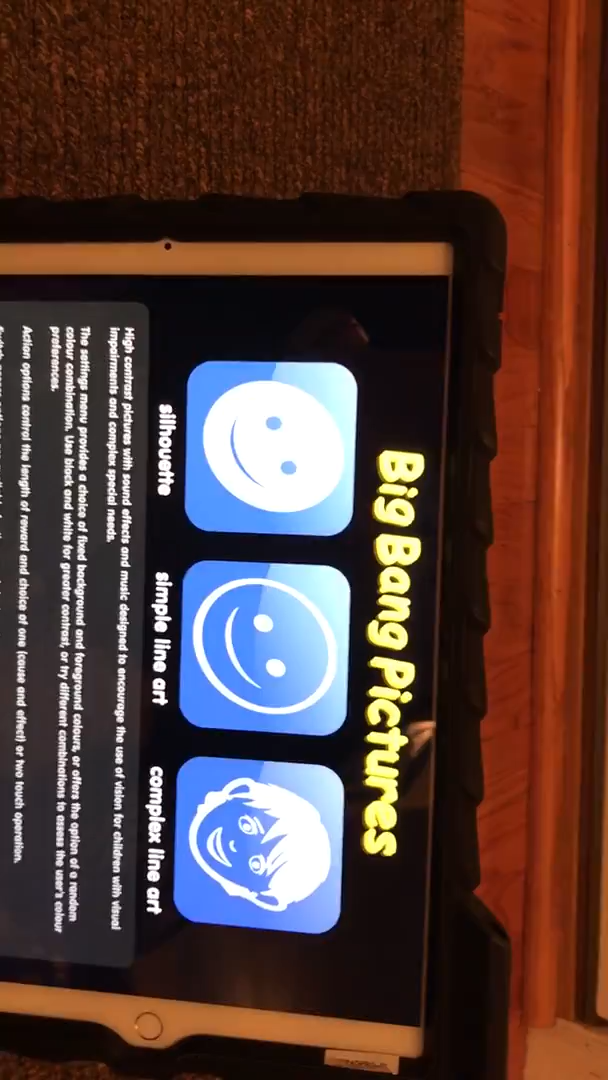 Big Bang Pictures
silhouette
simple line art
complex line art
High contrast pictures with sound effects and music designed to encourage the use of vision for children with visual
impairments and complex special needs.
The settings menu provides a choice of fixed background and foreground colours, or offers the option of a random
colour combination. Use black and white for greater contrast, or try different combinations to assess the user's colour
preferences.
Action options control the length of reward and choice of one (cause and effect) or two touch operation.